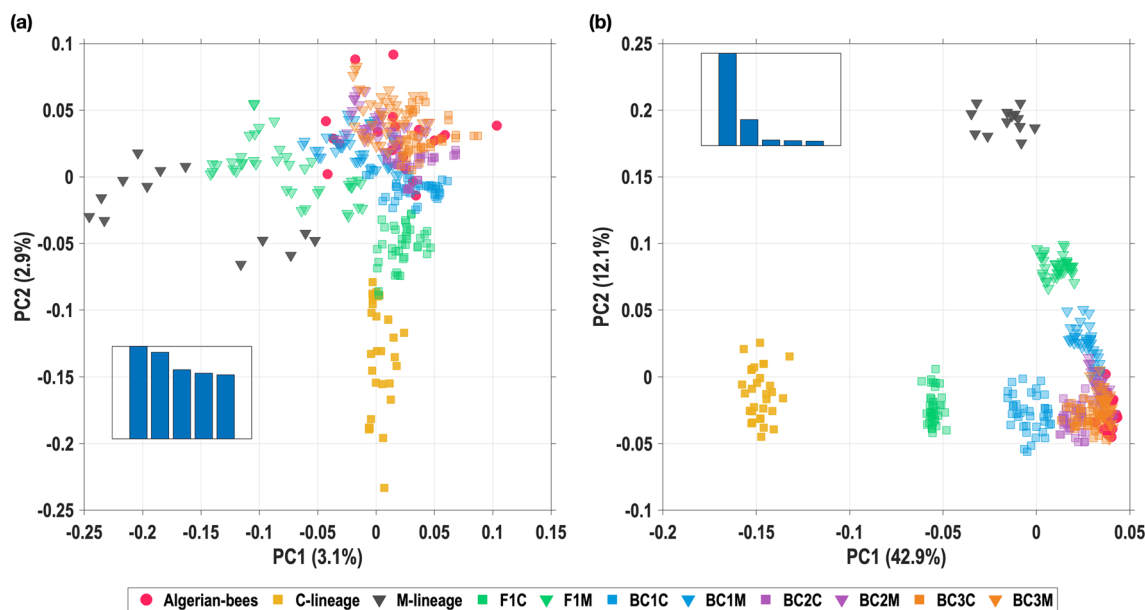 (a)
(b)
0.1
0.05
0
-0.05
-0.1
-0.15
-0.2
-0.25
PC2 (2.9%)
-0.25 -0.2 -0.15 -0.1 -0.05 0 0.05 0.1 0.15
PC1 (3.1%)
0.25
0.2
0.15
0.1
0.05
0
-0.05
-0.1
PC2 (12.1%)
-0.2 -0.15 -0.1 -0.05 0 0.05
PC1 (42.9%)
Algerian-bees C-lineage M-lineage F1C F1M BC1C BC1M BC2C BC2M BC3C BC3M